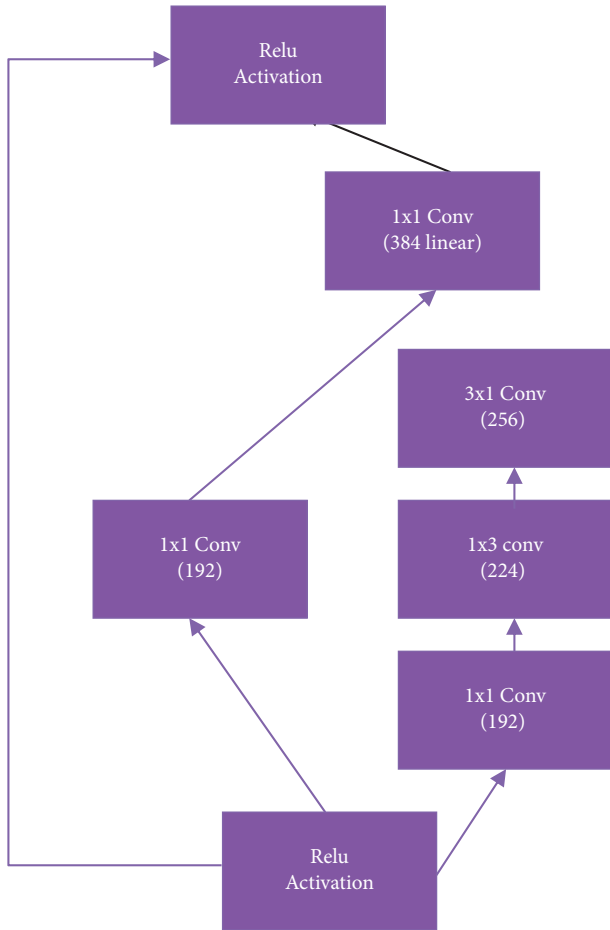 Relu
Activation
1x1 Conv
(384 linear)
3x1 Conv
(256)
1x1 Conv
(192)
1x3 conv
(224)
1x1 Conv
(192)
Relu
Activation